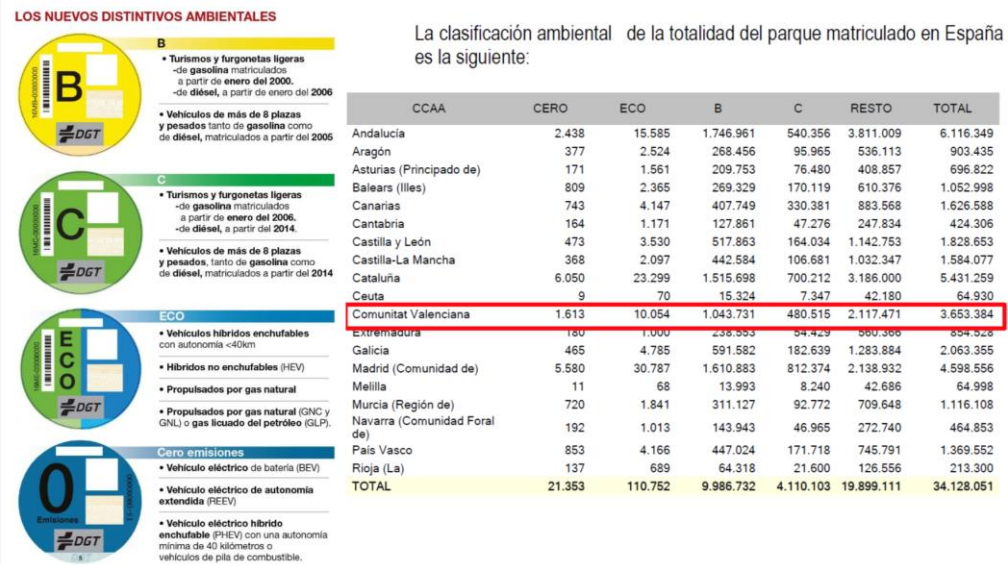 LOS NUEVOS DISTINTIVOS AMBIENTALES
B
• Turismos y furgonetas ligeras
-de gasolina matriculados
a partir de enero del 2000.
-de diésel, a partir de enero del 2006
• Vehículos de más de 8 plazas
y pesados tanto de gasolina como
de diésel, matriculados a partir del 2005
16MB-00000000
B
DGT
C
• Turismos y furgonetas ligeras
-de gasolina matriculados
a partir de enero del 2006.
-de diésel, a partir del 2014.
• Vehículos de más de 8 plazas
y pesados, tanto de gasolina como
de diésel, matriculados a partir del 2014
16MC-00000000
C
DGT
ECO
• Vehículos híbridos enchufables
con autonomía <40km
• Híbridos no enchufables (HEV)
• Propulsados por gas natural
• Propulsados por gas natural (GNC y
GNL) o gas licuado del petróleo (GLP).
E
C
O
DGT
Cero emisiones
• Vehículo eléctrico de batería (BEV)
• Vehículo eléctrico de autonomía
extendida (REEV)
• Vehículo eléctrico híbrido
enchufable (PHEV) con una autonomía
mínima de 40 kilómetros o
vehículos de pila de combustible.
0
Emisiones
DGT
La clasificación ambiental de la totalidad del parque matriculado en España
es la siguiente:
CCAA CERO ECO B C RESTO TOTAL
Andalucía 2.438 15.585 1.746.961 540.356 3.811.009 6.116.349
Aragón 377 2.524 268.456 95.965 536.113 903.435
Asturias (Principado de) 171 1.561 209.753 76.480 408.857 696.822
Balears (Illes) 809 2.365 269.329 170.119 610.376 1.052.998
Canarias 743 4.147 407.749 330.381 883.568 1.626.588
Cantabria 164 1.171 127.861 47.276 247.834 424.306
Castilla y León 473 3.530 517.863 164.034 1.142.753 1.828.653
Castilla-La Mancha 368 2.097 442.584 106.681 1.032.347 1.584.077
Cataluña 6.050 23.299 1.515.698 700.212 3.186.000 5.431.259
Ceuta 9 70 15.324 7.347 42.180 64.930
Comunitat Valenciana 1.613 10.054 1.043.731 480.515 2.117.471 3.653.384
Extremadura 180 1.000 238.553 54.429 560.366 854.528
Galicia 465 4.785 591.582 182.639 1.283.884 2.063.355
Madrid (Comunidad de) 5.580 30.787 1.610.883 812.374 2.138.932 4.598.556
Melilla 11 68 13.993 8.240 42.686 64.998
Murcia (Región de) 720 1.841 311.127 92.772 709.648 1.116.108
Navarra (Comunidad Foral
de) 192 1.013 143.943 46.965 272.740 464.853
País Vasco 853 4.166 447.024 171.718 745.791 1.369.552
Rioja (La) 137 689 64.318 21.600 126.556 213.300
TOTAL 21.353 110.752 9.986.732 4.110.103 19.899.111 34.128.051